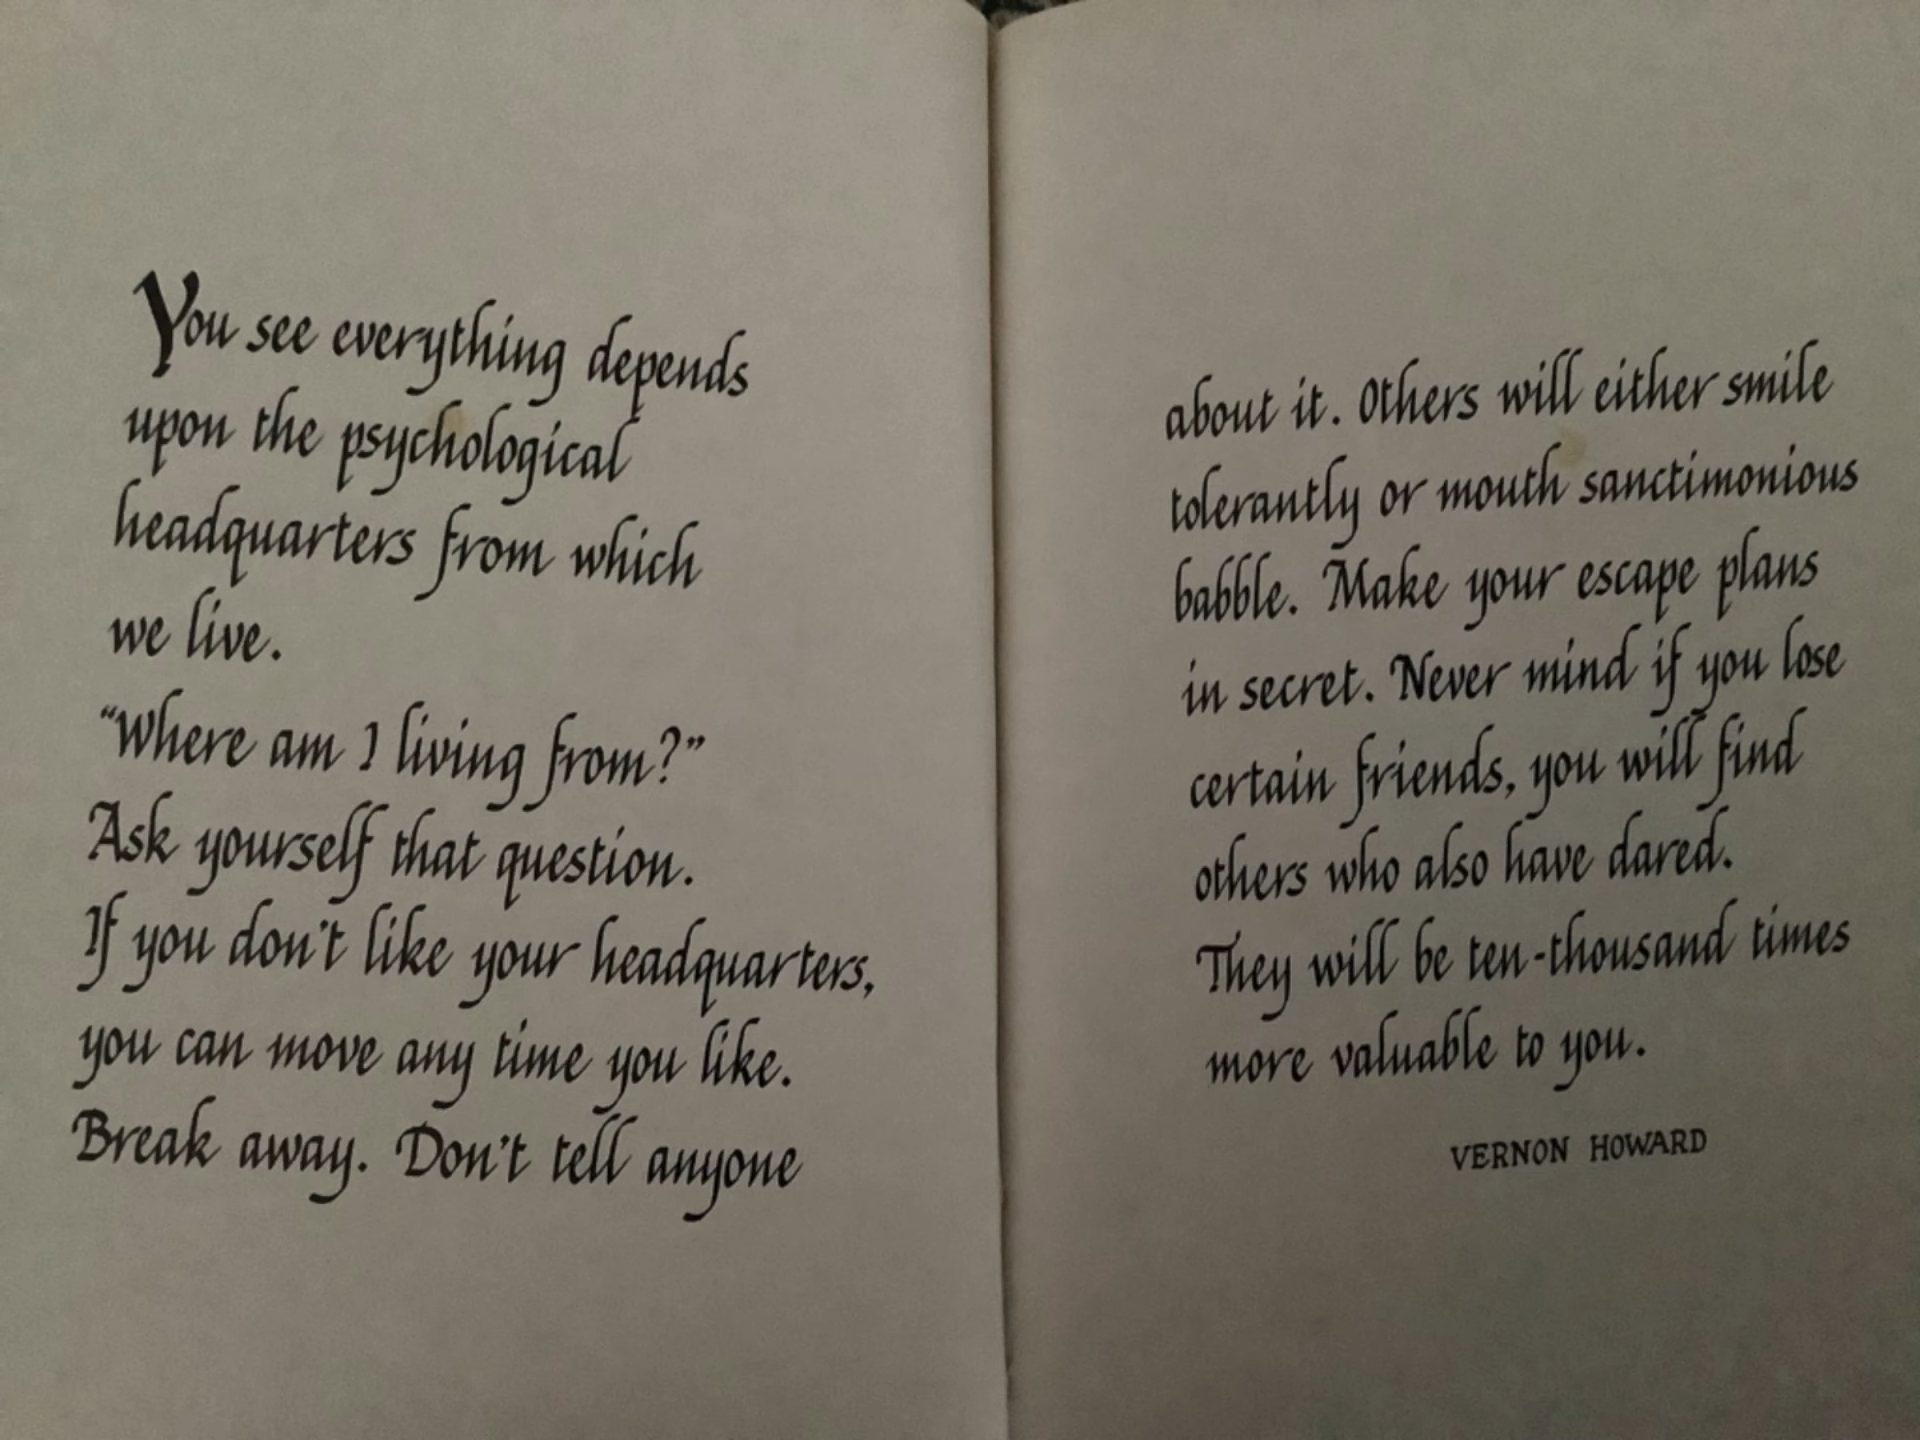 You see everything depends
upon the psychological
headquarters from which
we live.
“Where am I living from?”
Ask yourself that question.
If you don't like your headquarters,
you can move any time you like.
Break away. Don't tell anyone
about it. Others will either smile
tolerantly or mouth sanctimonious
babble. Make your escape plans
in secret. Never mind if you lose
certain friends, you will find
others who also have dared.
They will be ten-thousand times
more valuable to you.
VERNON HOWARD